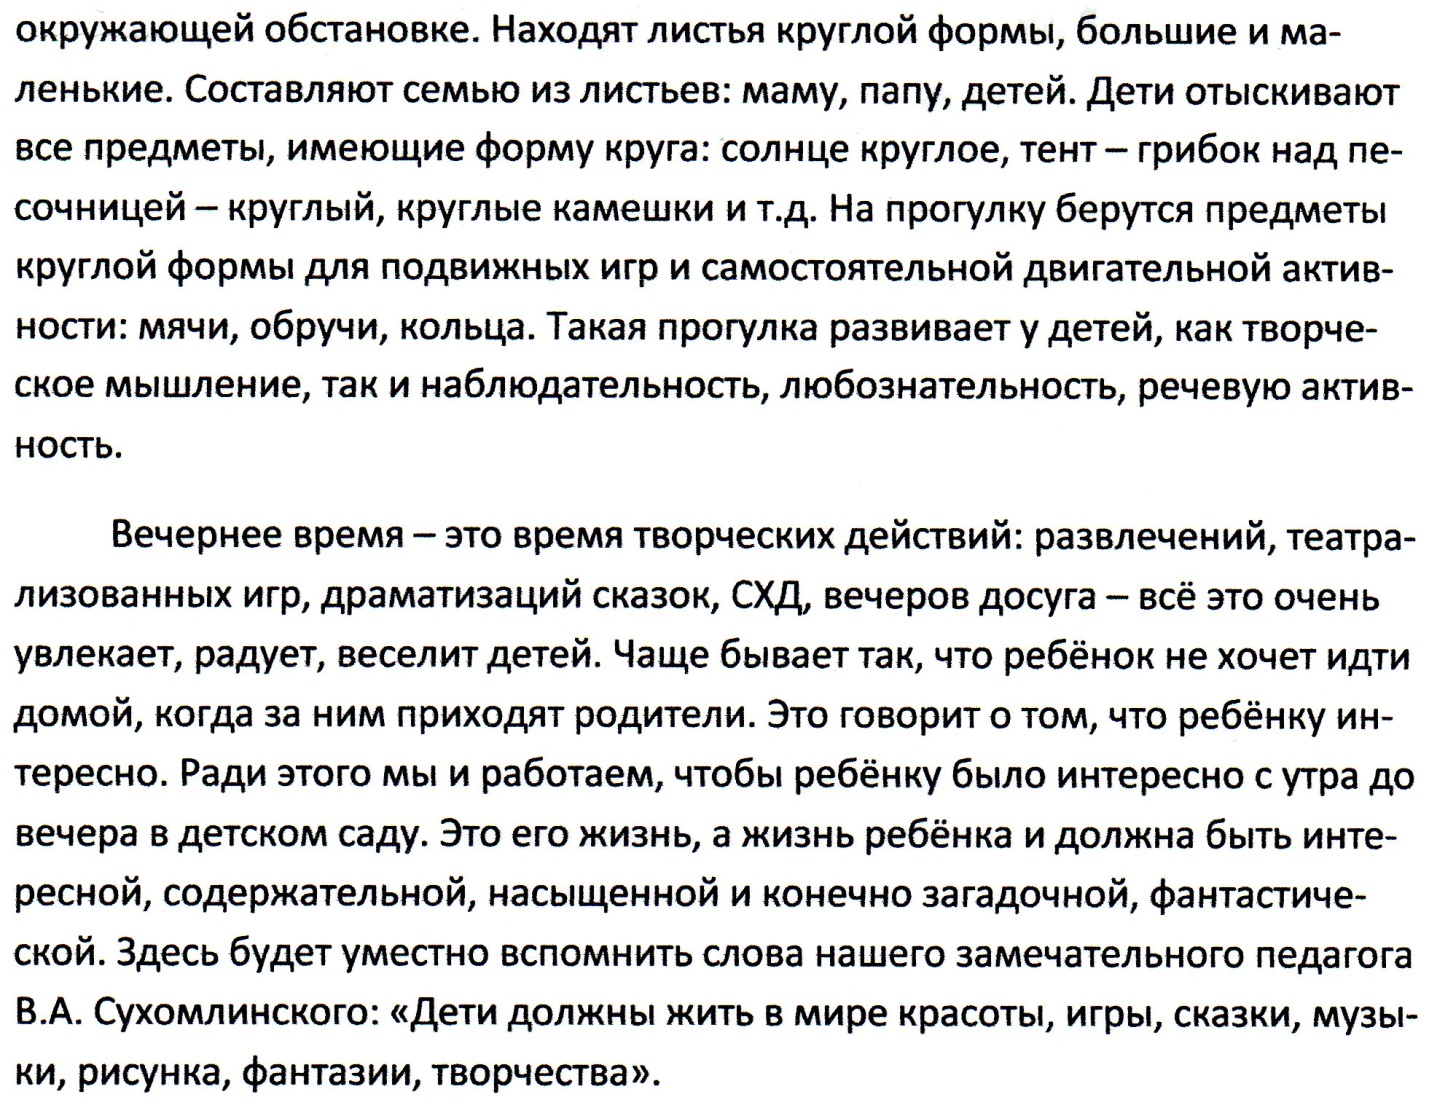 окружающей обстановке. Находят листья круглой формы, большие и ма-
ленькие. Составляют семью из листьев: маму, папу, детей. Дети отыскивают
все предметы, имеющие форму круга: солнце круглое, тент – грибок над пе-
сочницей – круглый, круглые камешки и т.д. На прогулку берутся предметы
круглой формы для подвижных игр и самостоятельной двигательной актив-
ности: мячи, обручи, кольца. Такая прогулка развивает у детей, как творче-
ское мышление, так и наблюдательность, любознательность, речевую актив-
ность.
Вечернее время – это время творческих действий: развлечений, театра-
лизованных игр, драматизаций сказок, СХД, вечеров досуга – всё это очень
увлекает, радует, веселит детей. Чаще бывает так, что ребёнок не хочет идти
домой, когда за ним приходят родители. Это говорит о том, что ребёнку ин-
тересно. Ради этого мы и работаем, чтобы ребёнку было интересно с утра до
вечера в детском саду. Это его жизнь, а жизнь ребёнка и должна быть инте-
ресной, содержательной, насыщенной и конечно загадочной, фантастиче-
ской. Здесь будет уместно вспомнить слова нашего замечательного педагога
В.А. Сухомлинского: «Дети должны жить в мире красоты, игры, сказки, музы-
ки, рисунка, фантазии, творчества».